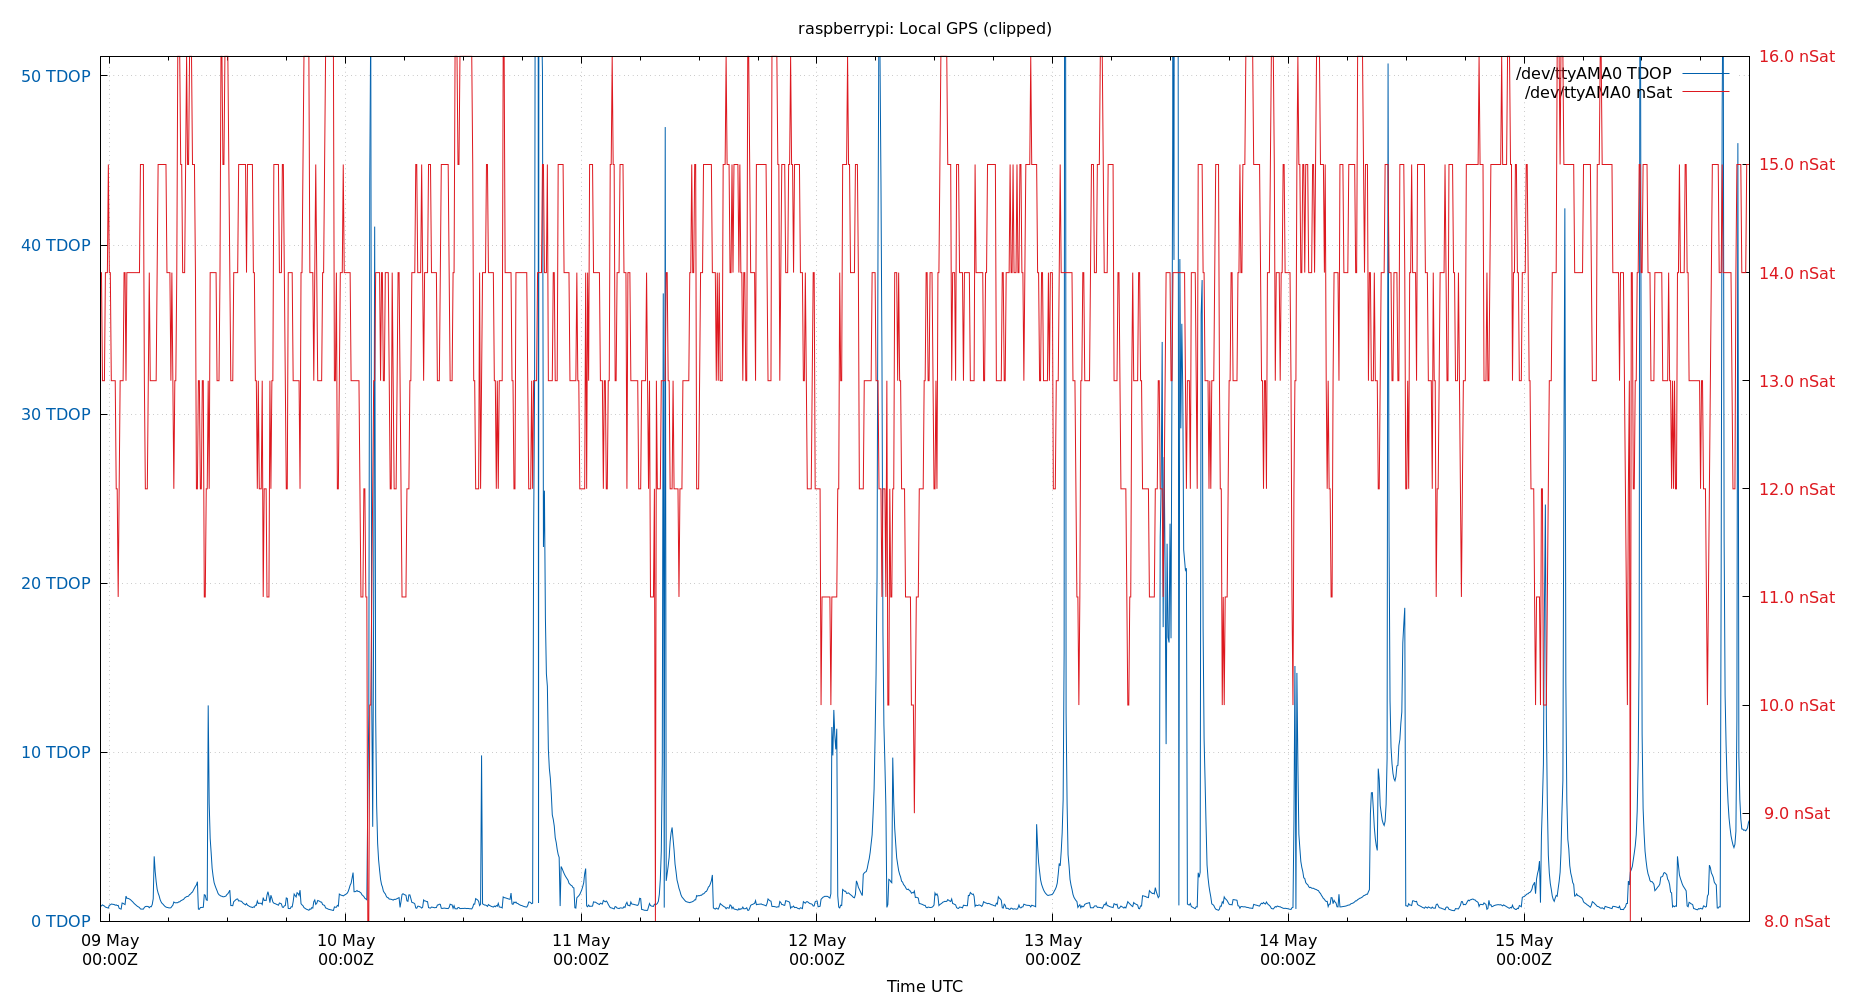 raspberrypi: Local GPS (clipped)
50 TDOP
40 TDOP
30 TDOP
20 TDOP
10 TDOP
0 TDOP
16.0 nSat
15.0 nSat
14.0 nSat
13.0 nSat
12.0 nSat
11.0 nSat
10.0 nSat
9.0 nSat
8.0 nSat
/dev/ttyAMA0 TDOP
/dev/ttyAMA0 nSat
09 May 10 May 11 May 12 May 13 May 14 May 15 May
00:00Z 00:00Z 00:00Z 00:00Z 00:00Z 00:00Z 00:00Z
Time UTC